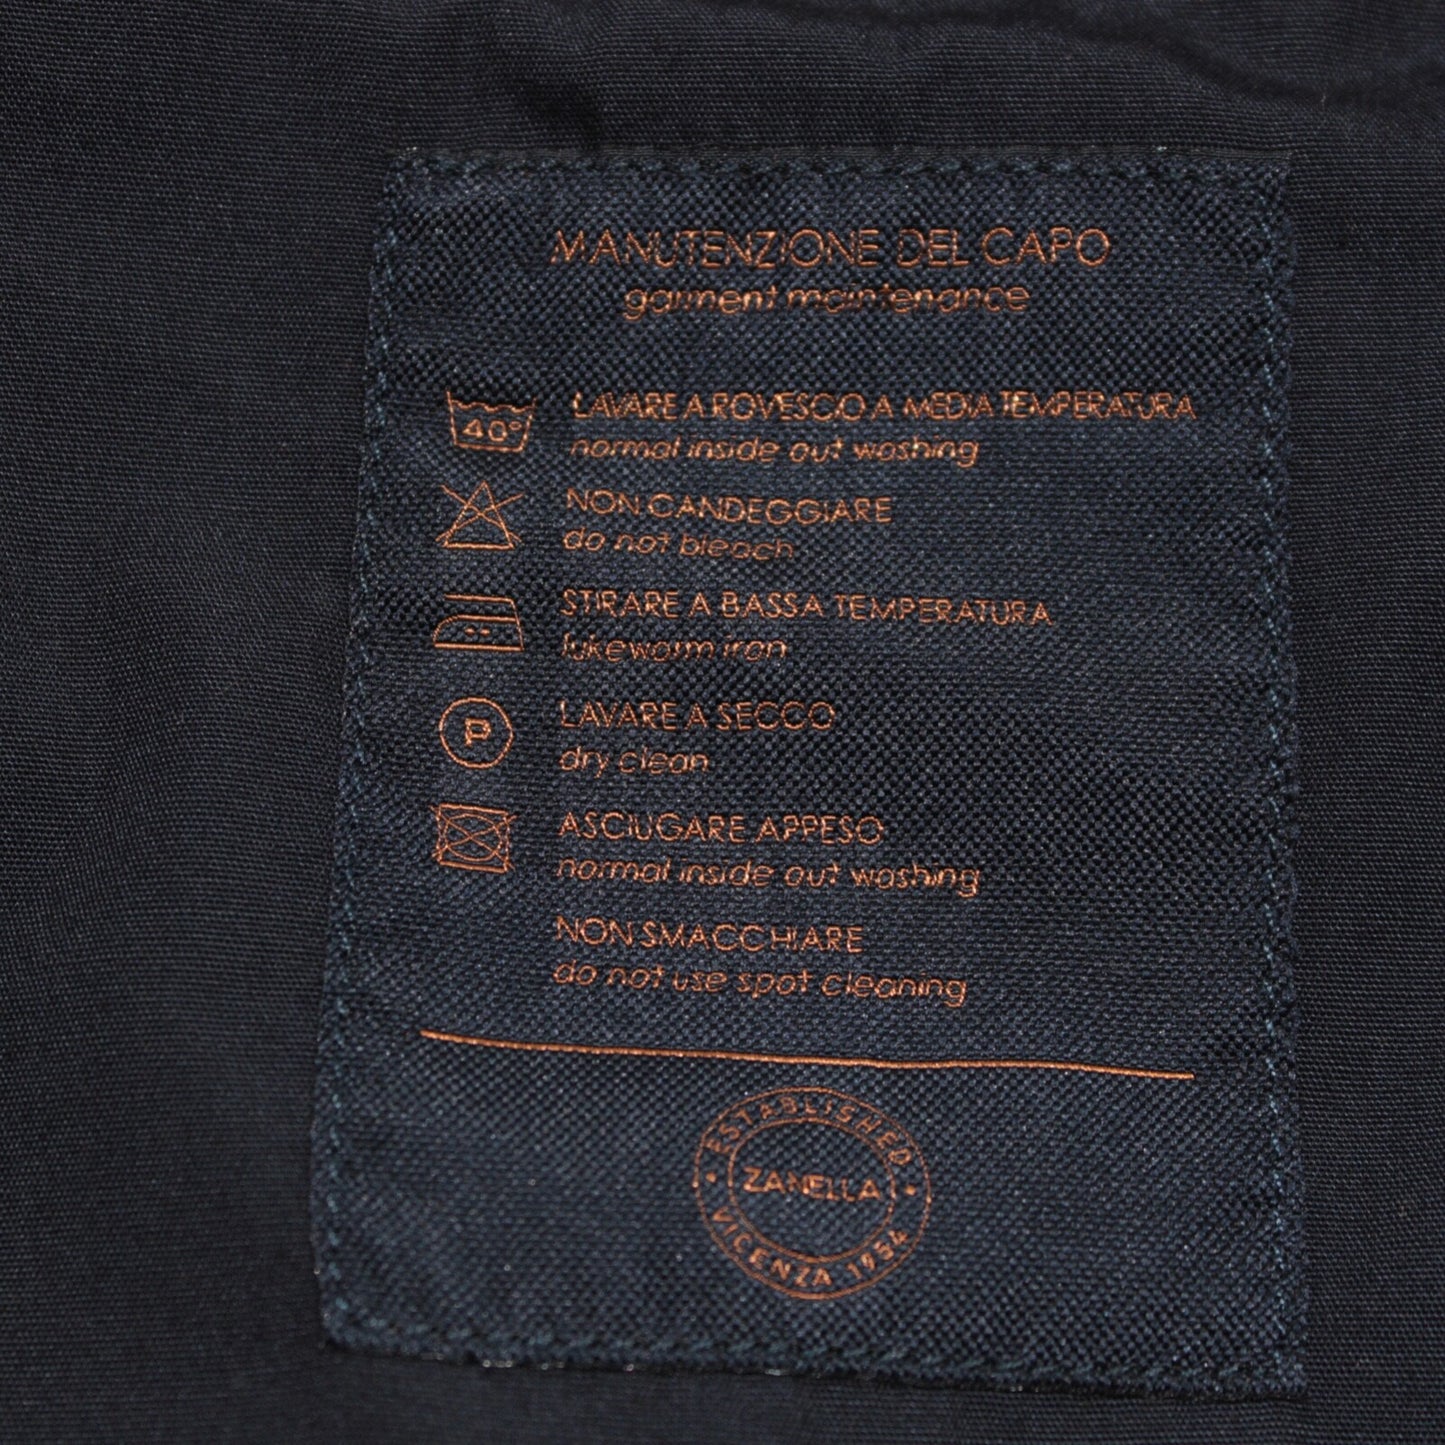 MANUTENZIONE DEL CAPO
garment maintenance
40°
LAVARE A ROVESCIO A MEDIA TEMPERATURA
normal inside out washing
NON CANDEGGIARE
do not bleach
STIRARE A BASSA TEMPERATURA
lukewarm iron
P
LAVARE A SECCO
dry clean
ASCIUGARE APPESO
normal inside out washing
NON SMACCHIARE
do not use spot cleaning
ESTABLISHED
ZANELLA
VICENZA 1954